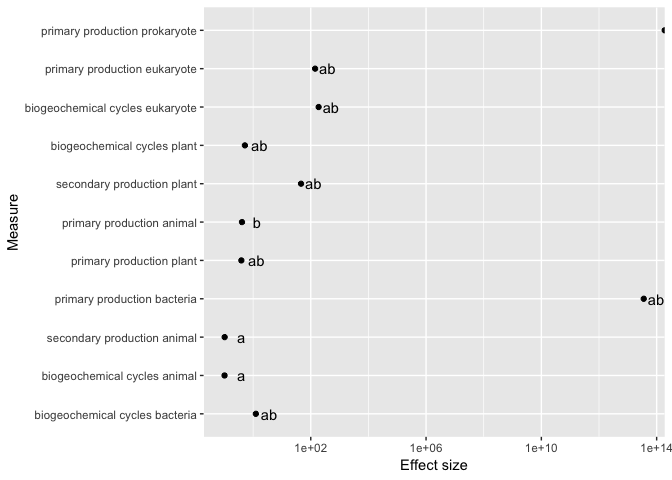 primary production prokaryote
primary production eukaryote ab
biogeochemical cycles eukaryote ab
biogeochemical cycles plant ab
secondary production plant ab
primary production animal b
primary production plant ab
primary production bacteria ab
secondary production animal a
biogeochemical cycles animal a
biogeochemical cycles bacteria ab
Measure
1e+02 1e+06 1e+10 1e+14
Effect size